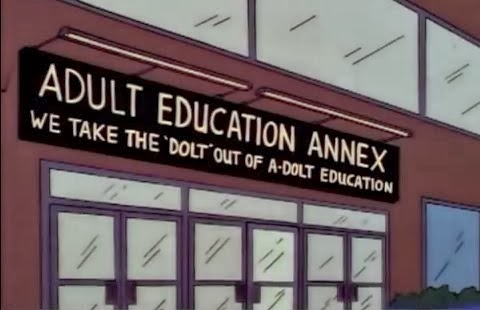 ADULT EDUCATION ANNEX
WE TAKE THE "DOLT" OUT OF A-DOLT EDUCATION